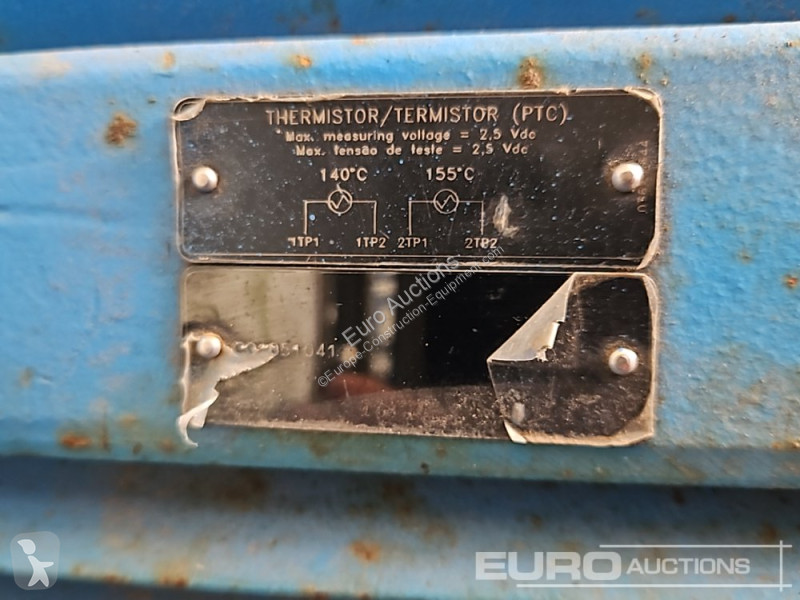 THERMISTOR/TERMISTOR (PTC)
Max. measuring voltage = 2.5 Vdc
Max. tensão de teste = 2,5 Vdc
140°C 155°C
1TP1 1TP2 2TP1 2TP2
Euro Auctions
©Europe-Construction-Equipment.com
EURO AUCTIONS